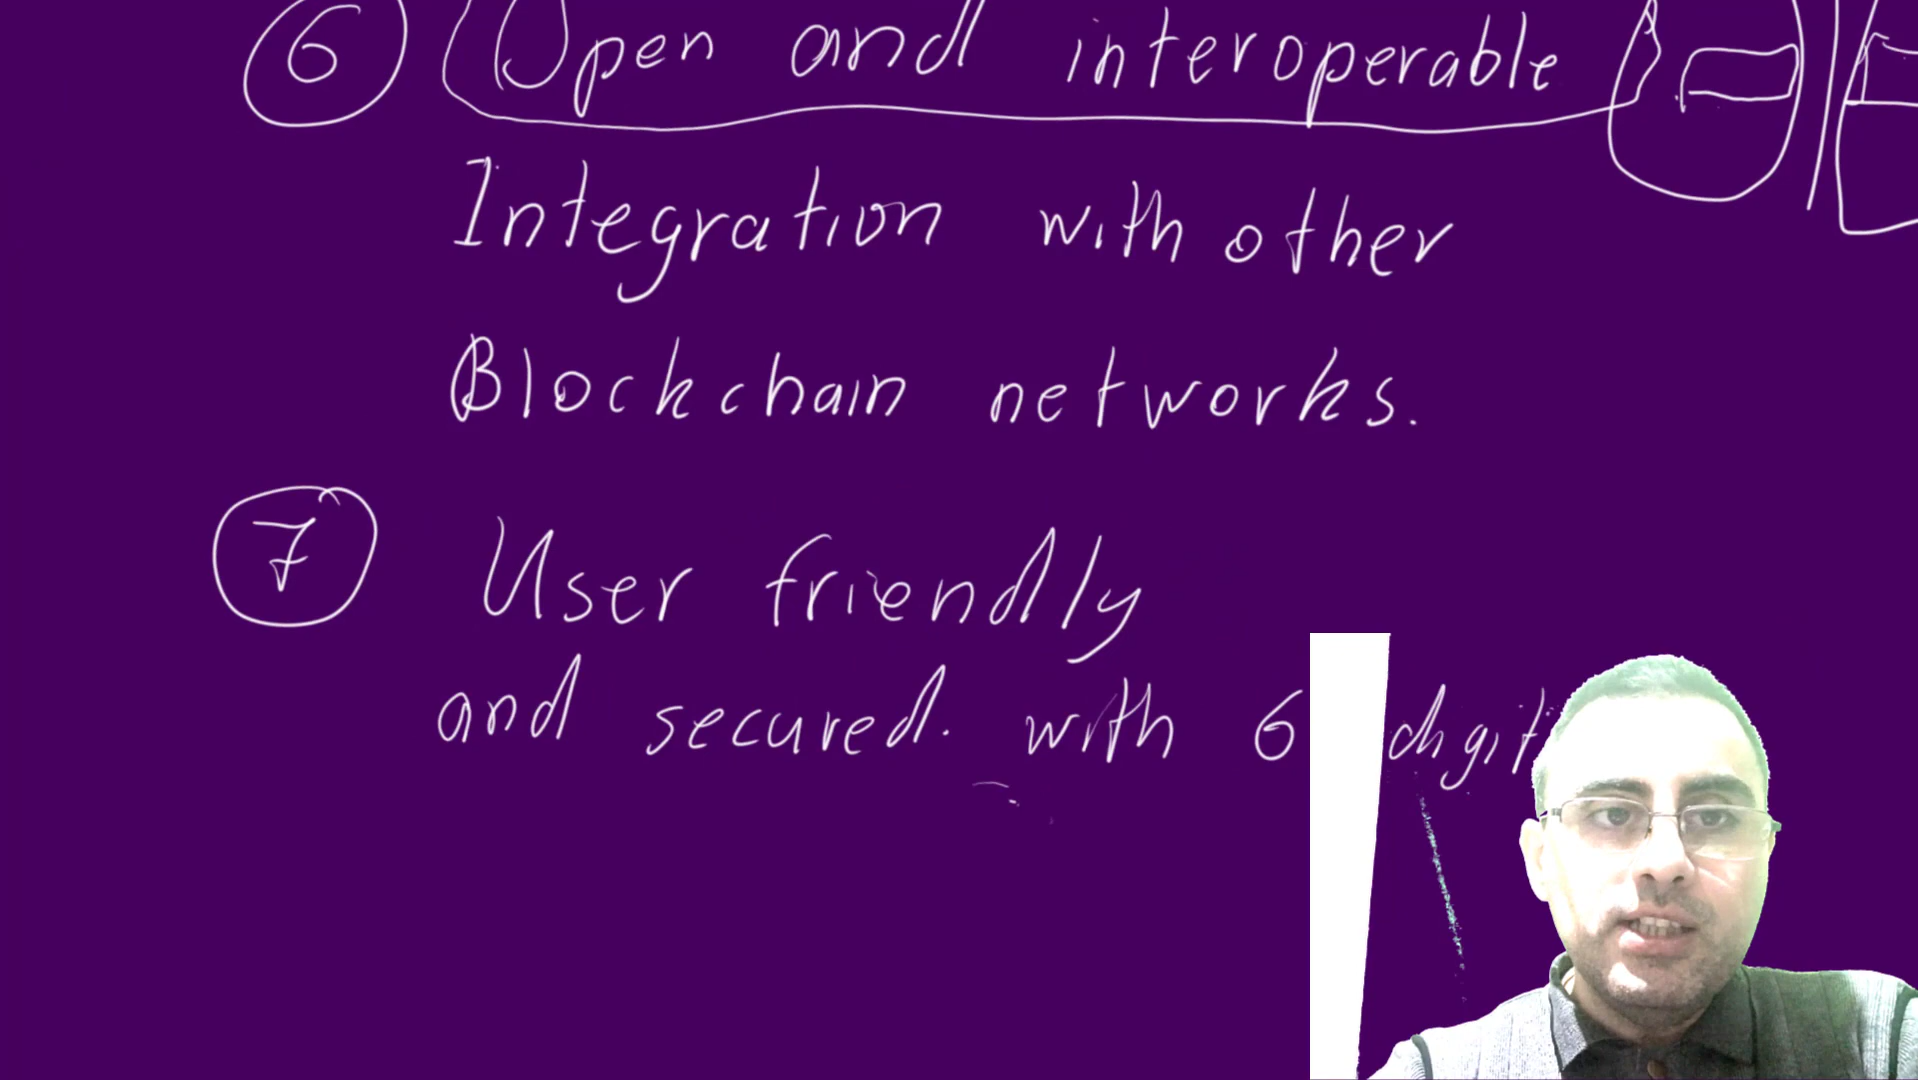 6 Open and interoperable
Integration with other
Blockchain networks.
7 User friendly
and secured. with 6 digit